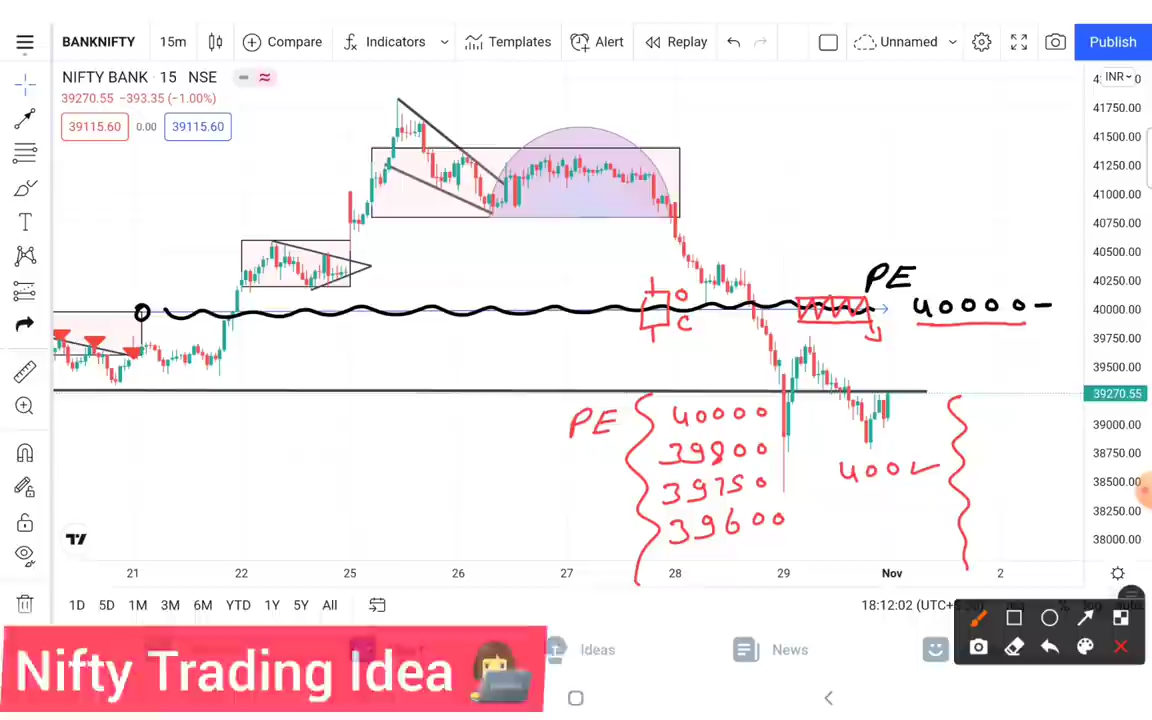 BANKNIFTY 15m Compare Indicators Templates Alert Replay Unnamed Publish
NIFTY BANK · 15 NSE
39270.55 −393.35 (−1.00%)
39115.60 0.00 39115.60
INR
41750.00
41500.00
41250.00
41000.00
40750.00
40500.00
40250.00
40000.00
39750.00
39500.00
39270.55
39000.00
38750.00
38500.00
38250.00
38000.00
PE
40000-
O
C
PE
40000
39800
39750
39600
400
21 22 25 26 27 28 29 Nov 2
1D 5D 1M 3M 6M YTD 1Y 5Y All
18:12:02 (UTC+
% log auto
Nifty Trading Idea
Ideas
News